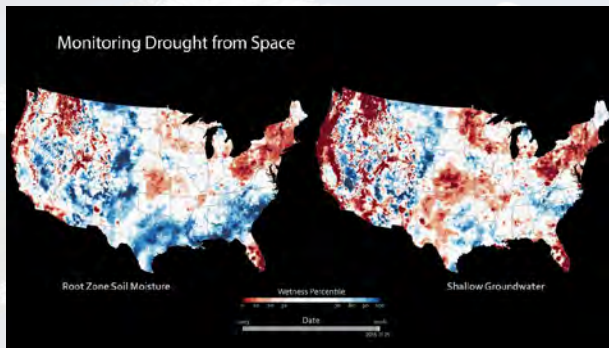 Monitoring Drought from Space
Root Zone Soil Moisture
Wetness Percentile
Shallow Groundwater
Date